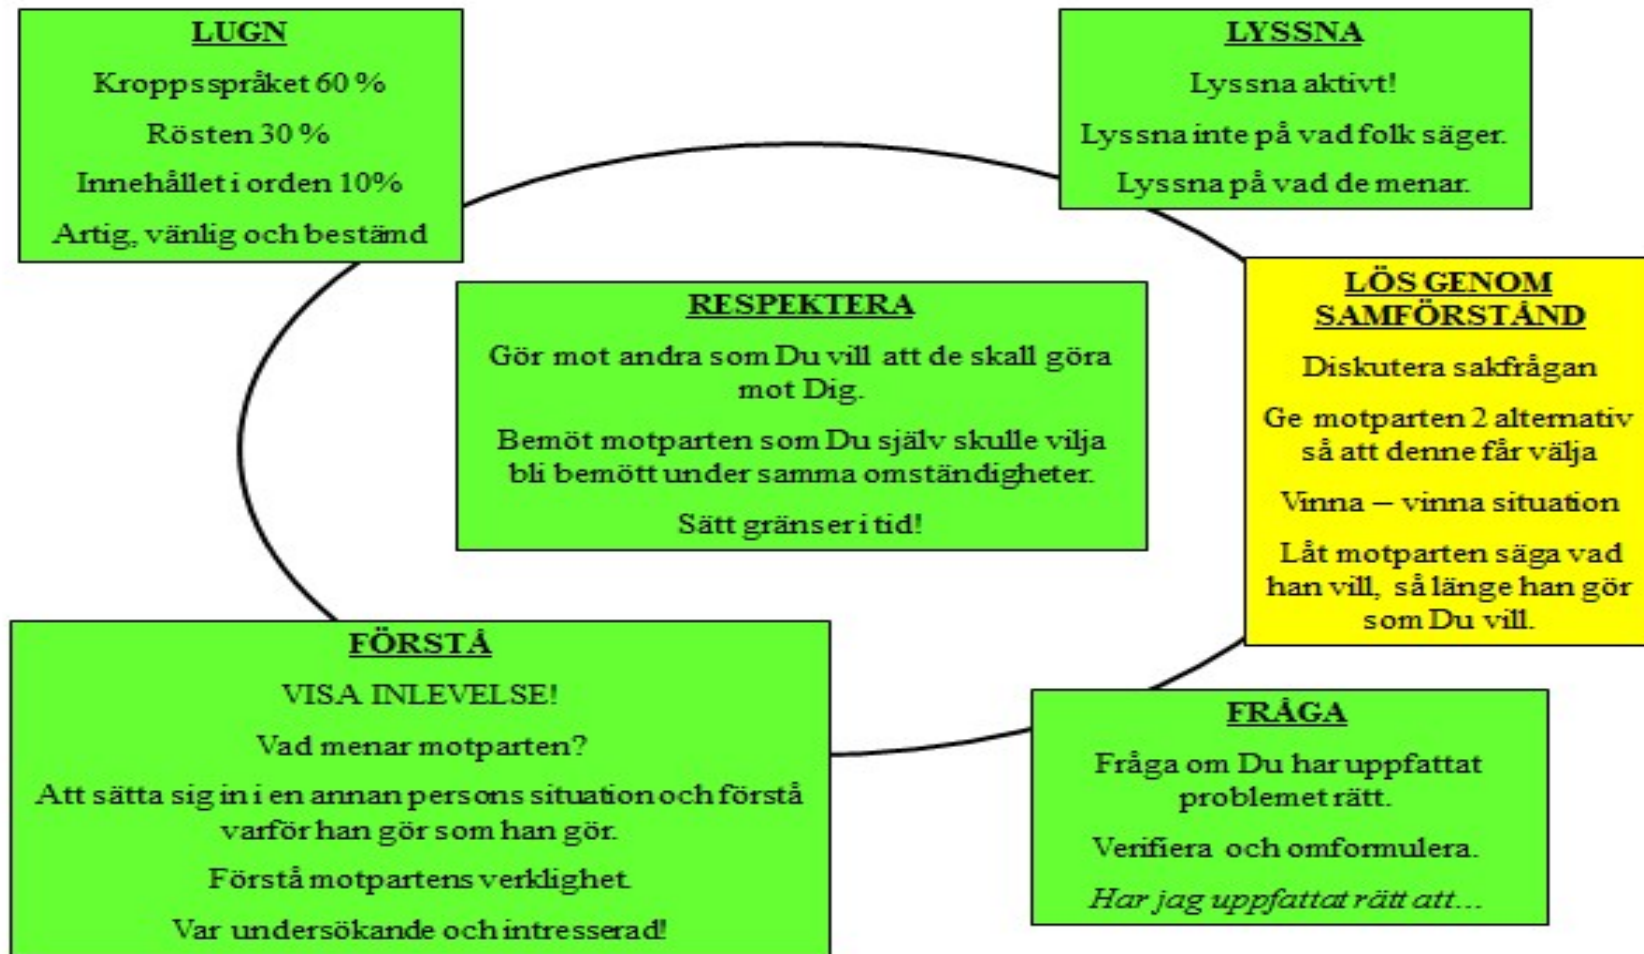 LUGN
Kroppsspråket 60 %
Rösten 30 %
Innehållet i orden 10%
Artig, vänlig och bestämd
LYSSNA
Lyssna aktivt!
Lyssna inte på vad folk säger.
Lyssna på vad de menar.
RESPEKTERA
Gör mot andra som Du vill att de skall göra
mot Dig.
Bemöt motparten som Du själv skulle vilja
bli bemött under samma omständigheter.
Sätt gränser i tid!
LÖS GENOM
SAMFÖRSTÅND
Diskutera sakfrågan
Ge motparten 2 alternativ
så att denne får välja
Vinna – vinna situation
Låt motparten säga vad
han vill, så länge han gör
som Du vill.
FÖRSTÅ
VISA INLEVELSE!
Vad menar motparten?
Att sätta sig in i en annan persons situation och förstå
varför han gör som han gör.
Förstå motpartens verklighet.
Var undersökande och intresserad!
FRÅGA
Fråga om Du har uppfattat
problemet rätt.
Verifiera och omformulera.
Har jag uppfattat rätt att...